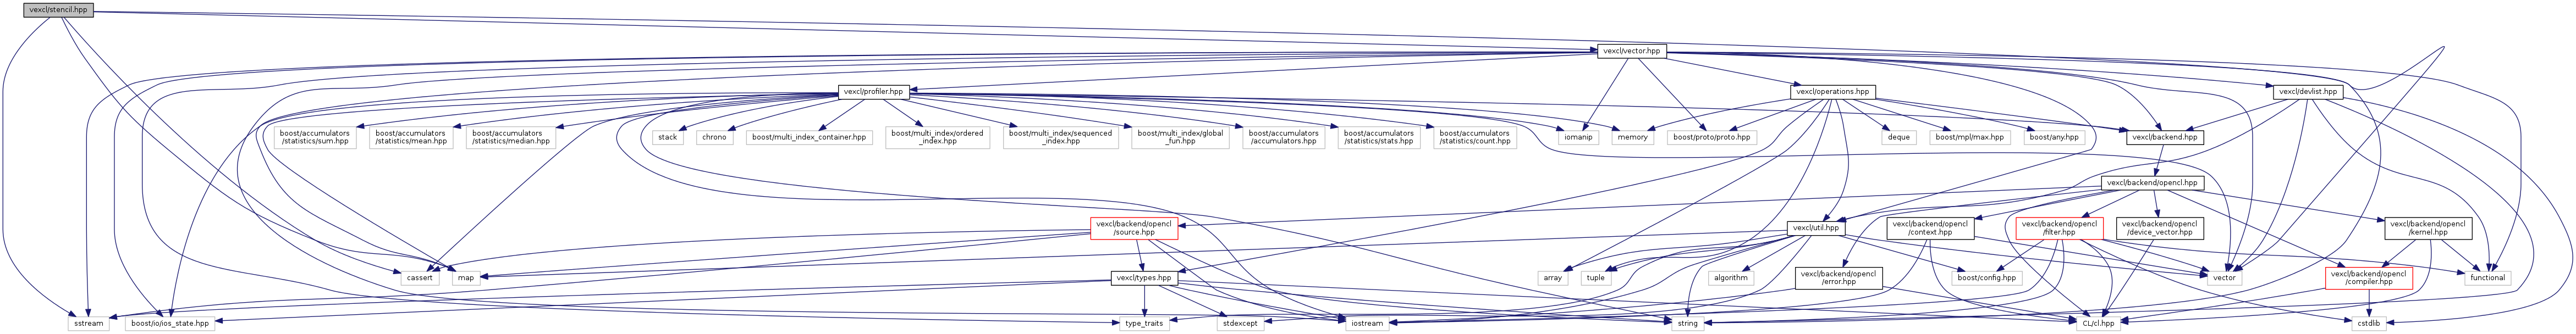 vexcl/stencil.hpp
vexcl/vector.hpp
vexcl/profiler.hpp
vexcl/operations.hpp
vexcl/devlist.hpp
boost/accumulators
/statistics/sum.hpp
boost/accumulators
/statistics/mean.hpp
boost/accumulators
/statistics/median.hpp
stack
chrono
boost/multi_index_container.hpp
boost/multi_index/ordered
_index.hpp
boost/multi_index/sequenced
_index.hpp
boost/multi_index/global
_fun.hpp
boost/accumulators
/accumulators.hpp
boost/accumulators
/statistics/stats.hpp
boost/accumulators
/statistics/count.hpp
iomanip
memory
boost/proto/proto.hpp
deque
boost/mpl/max.hpp
boost/any.hpp
vexcl/backend.hpp
vexcl/backend/opencl.hpp
vexcl/backend/opencl
/source.hpp
vexcl/util.hpp
vexcl/backend/opencl
/context.hpp
vexcl/backend/opencl
/filter.hpp
vexcl/backend/opencl
/device_vector.hpp
vexcl/backend/opencl
/kernel.hpp
cassert
map
vexcl/types.hpp
array
tuple
algorithm
vexcl/backend/opencl
/error.hpp
boost/config.hpp
vector
vexcl/backend/opencl
/compiler.hpp
functional
sstream
boost/io/ios_state.hpp
type_traits
stdexcept
iostream
string
CL/cl.hpp
cstdlib